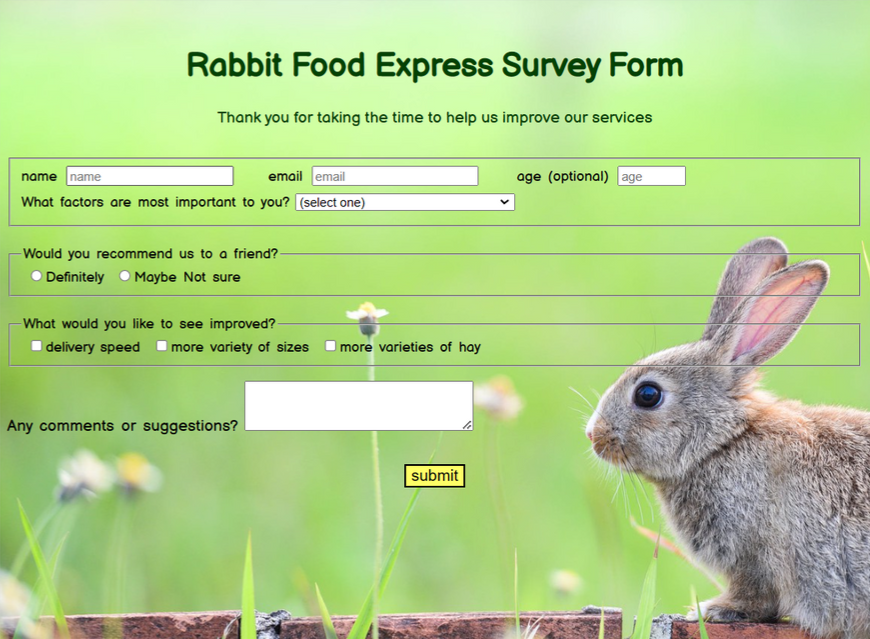 Rabbit Food Express Survey Form
Thank you for taking the time to help us improve our services
name name email email age (optional) age
What factors are most important to you? (select one)
Would you recommend us to a friend?
Definitely Maybe Not sure
What would you like to see improved?
delivery speed more variety of sizes more varieties of hay
Any comments or suggestions?
submit